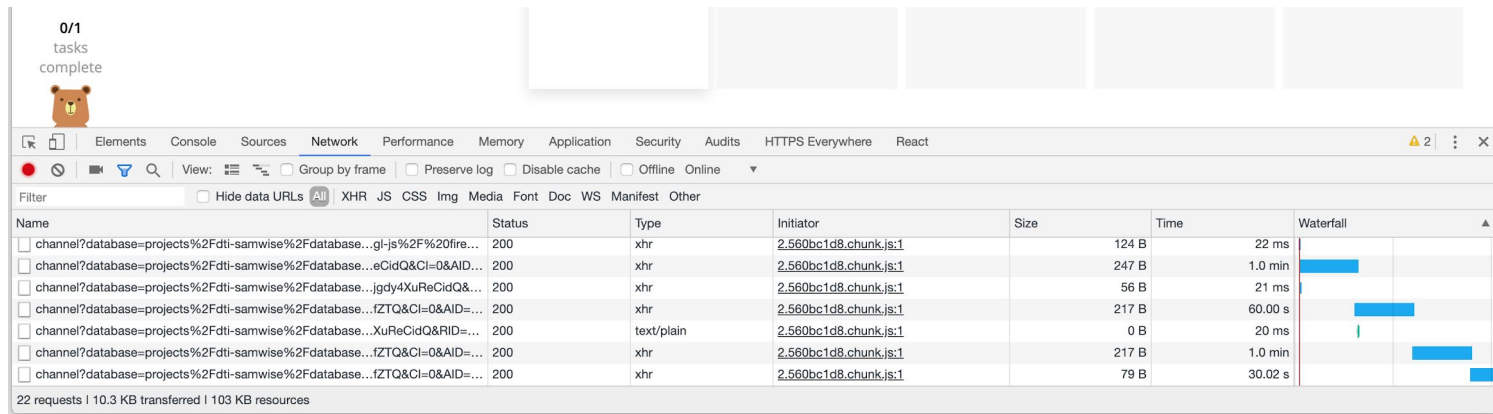 0/1
tasks
complete
Elements Console Sources Network Performance Memory Application Security Audits HTTPS Everywhere React 2
View: Group by frame Preserve log Disable cache Offline Online
Filter Hide data URLs All XHR JS CSS Img Media Font Doc WS Manifest Other
Name Status Type Initiator Size Time Waterfall
channel?database=projects%2Fdti-samwise%2Fdatabase...gl-js%2F%20fire... 200 xhr 2.560bc1d8.chunk.js:1 124 B 22 ms
channel?database=projects%2Fdti-samwise%2Fdatabase...eCidQ&CI=0&AID... 200 xhr 2.560bc1d8.chunk.js:1 247 B 1.0 min
channel?database=projects%2Fdti-samwise%2Fdatabase...jgdy4XuReCidQ&... 200 xhr 2.560bc1d8.chunk.js:1 56 B 21 ms
channel?database=projects%2Fdti-samwise%2Fdatabase...fZTQ&CI=0&AID=... 200 xhr 2.560bc1d8.chunk.js:1 217 B 60.00 s
channel?database=projects%2Fdti-samwise%2Fdatabase...XuReCidQ&RID=... 200 text/plain 2.560bc1d8.chunk.js:1 0 B 20 ms
channel?database=projects%2Fdti-samwise%2Fdatabase...fZTQ&CI=0&AID=... 200 xhr 2.560bc1d8.chunk.js:1 217 B 1.0 min
channel?database=projects%2Fdti-samwise%2Fdatabase...fZTQ&CI=0&AID=... 200 xhr 2.560bc1d8.chunk.js:1 79 B 30.02 s
22 requests | 10.3 KB transferred | 103 KB resources